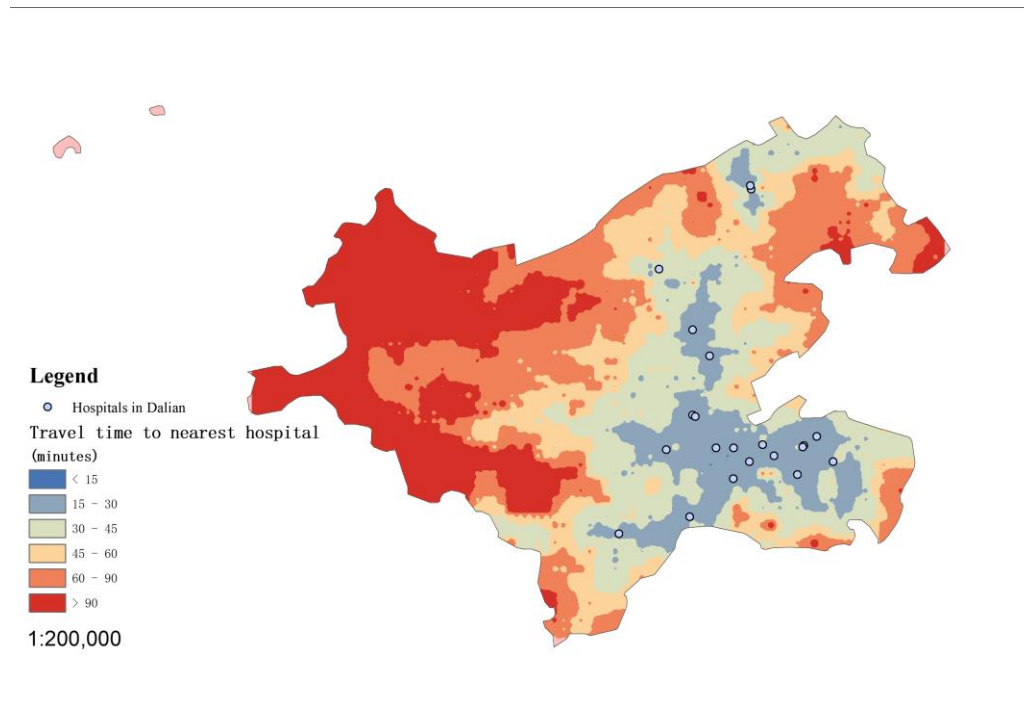 Legend
Hospitals in Dalian
Travel time to nearest hospital
(minutes)
< 15
15 - 30
30 - 45
45 - 60
60 - 90
> 90
1:200,000